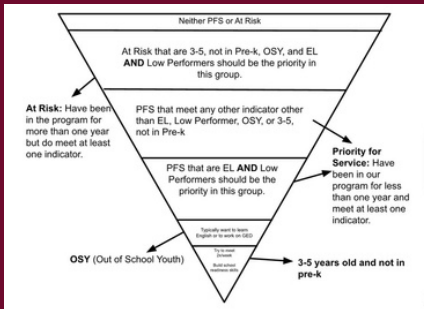 Neither PFS or At Risk
At Risk that are 3-5, not in Pre-k, OSY, and EL
AND Low Performers should be the priority in
this group.
At Risk: Have been
in the program for
more than one year
but do meet at least
one indicator.
PFS that meet any other indicator other
than EL, Low Performer, OSY, or 3-5,
not in Pre-k
Priority for
Service: Have
been in our
program for less
than one year and
meet at least one
indicator.
PFS that are EL AND Low
Performers should be the
priority in this group.
Typically want to learn
English or to work on GED
OSY (Out of School Youth)
Try to meet
Build school
readiness skills
3-5 years old and not in
pre-k